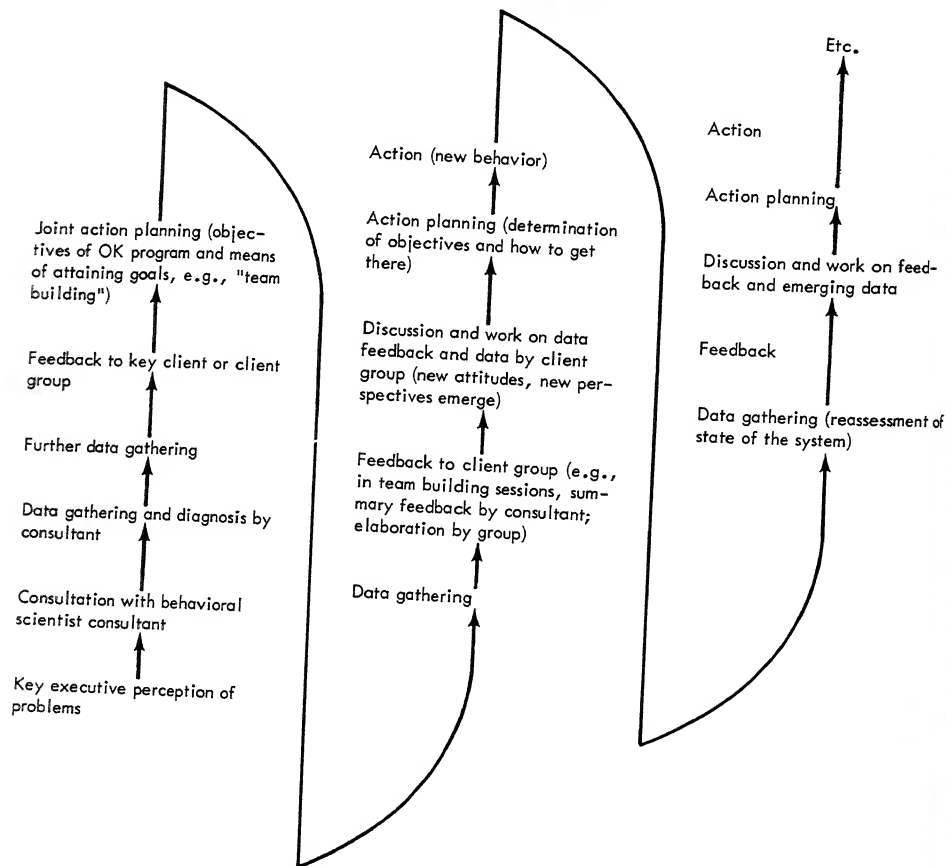 Joint action planning (objec-
tives of OK program and means
of attaining goals, e.g., "team
building")
Feedback to key client or client
group
Further data gathering
Data gathering and diagnosis by
consultant
Consultation with behavioral
scientist consultant
Key executive perception of
problems
Action (new behavior)
Action planning (determination
of objectives and how to get
there)
Discussion and work on data
feedback and data by client
group (new attitudes, new per-
spectives emerge)
Feedback to client group (e.g.,
in team building sessions, sum-
mary feedback by consultant;
elaboration by group)
Data gathering
Etc.
Action
Action planning
Discussion and work on feed-
back and emerging data
Feedback
Data gathering (reassessment of
state of the system)